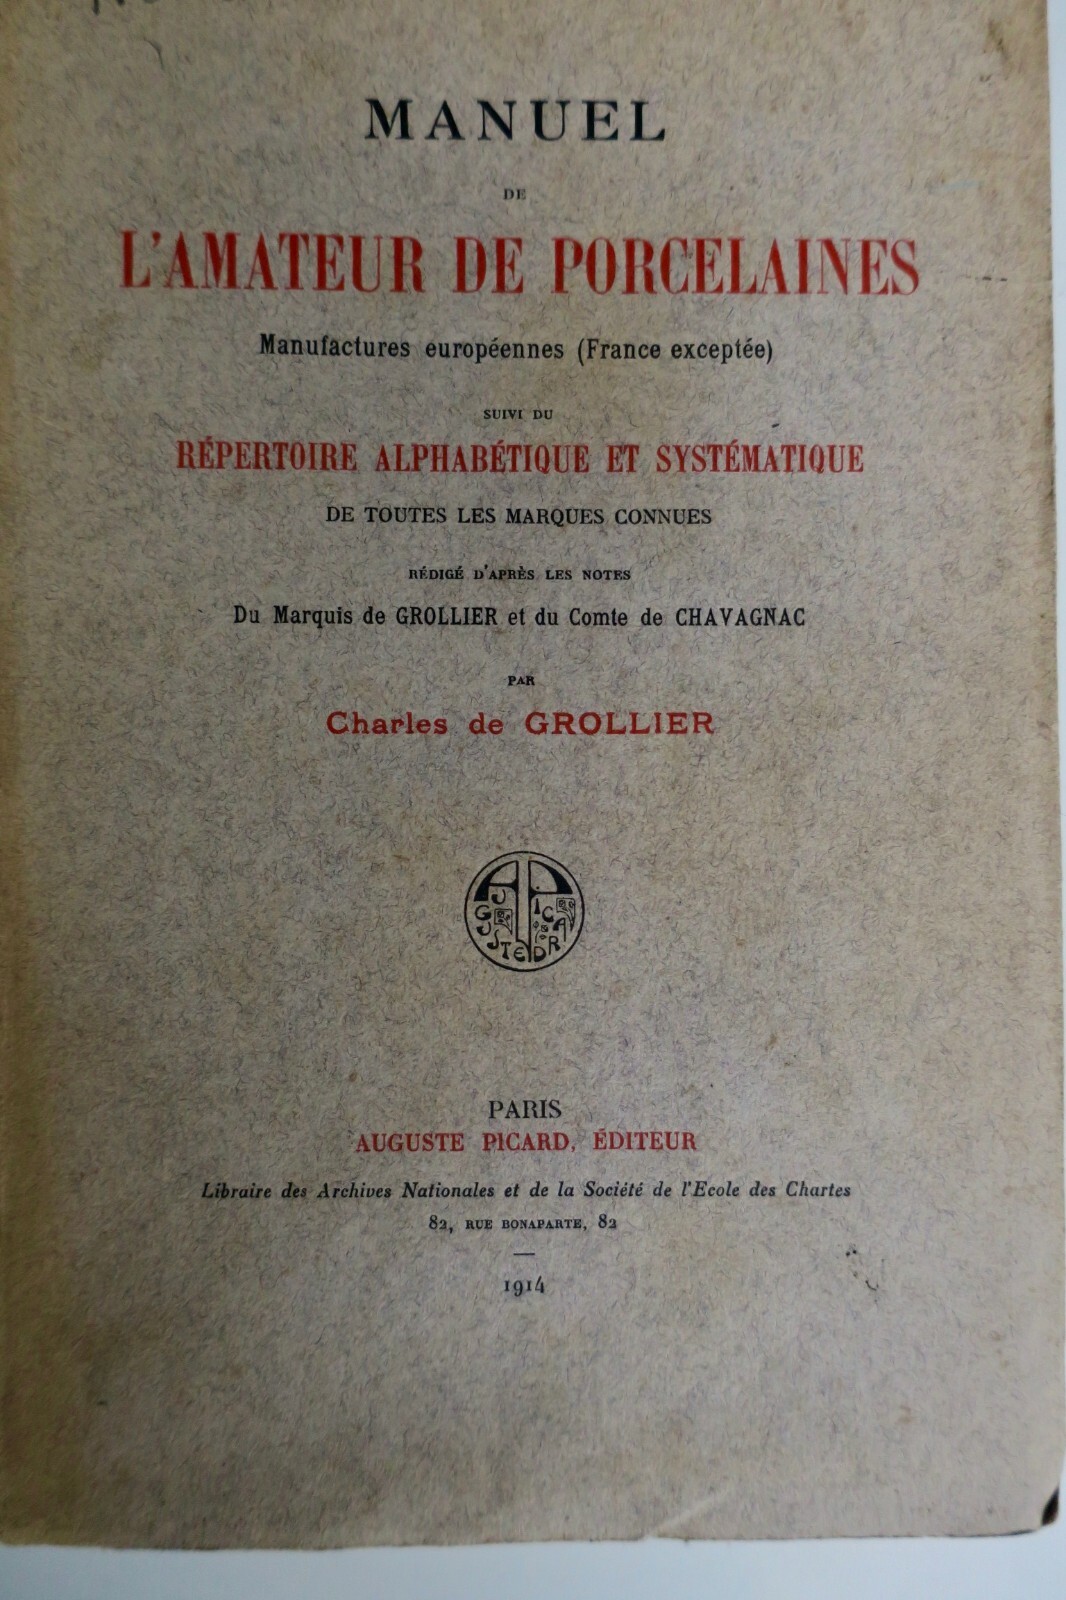 MANUEL
DE
L'AMATEUR DE PORCELAINES
Manufactures européennes (France exceptée)
SUIVI DU
RÉPERTOIRE ALPHABÉTIQUE ET SYSTÉMATIQUE
DE TOUTES LES MARQUES CONNUES
RÉDIGÉ D'APRÈS LES NOTES
Du Marquis de GROLLIER et du Comte de CHAVAGNAC
PAR
Charles de GROLLIER
AUGUSTE PICARD
PARIS
AUGUSTE PICARD, ÉDITEUR
Libraire des Archives Nationales et de la Société de l'Ecole des Chartes
82, RUE BONAPARTE, 82
1914